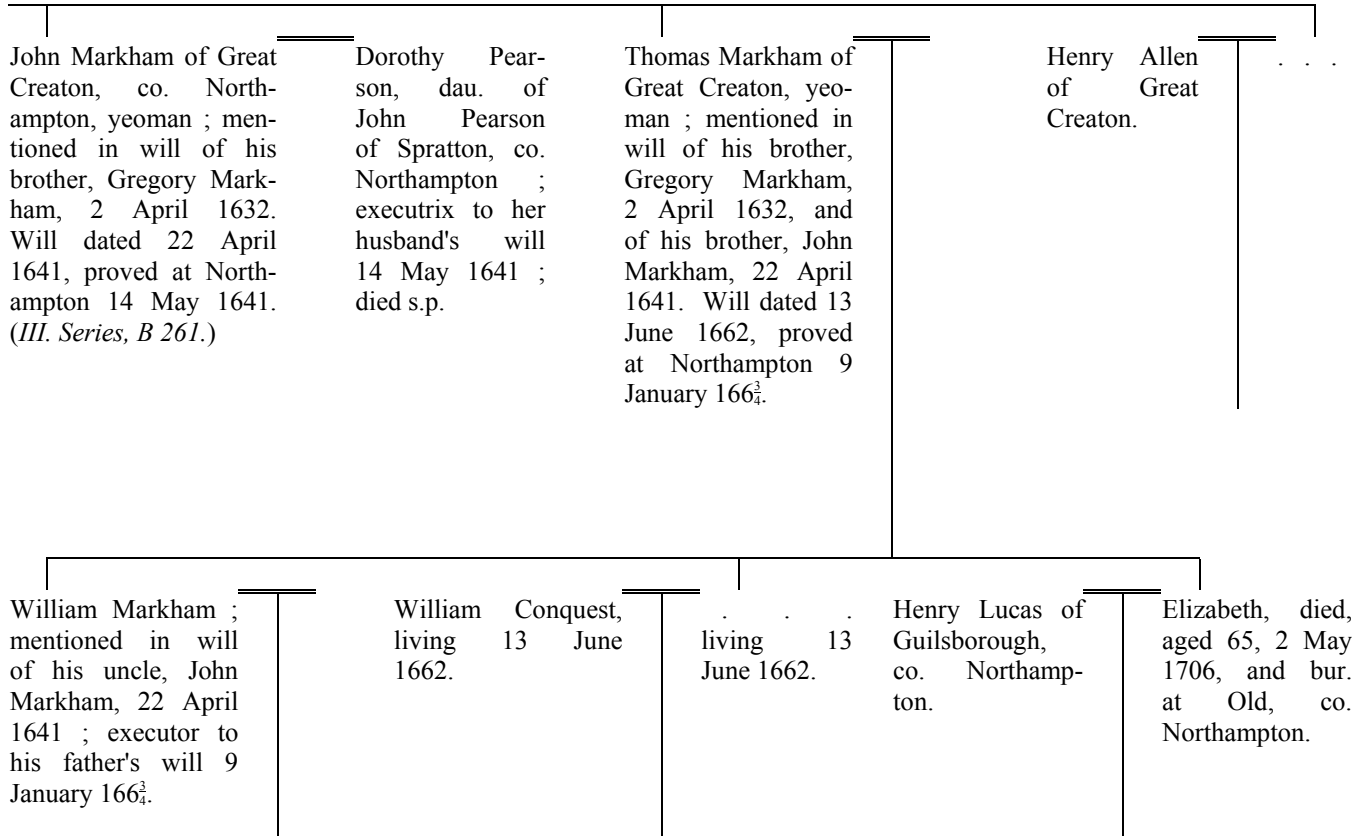 John Markham of Great
Creaton, co. North-
ampton, yeoman ; men-
tioned in will of his
brother, Gregory Mark-
ham, 2 April 1632.
Will dated 22 April
1641, proved at North-
ampton 14 May 1641.
(III. Series, B 261.)
Dorothy Pear-
son, dau. of
John Pearson
of Spratton, co.
Northampton ;
executrix to her
husband's will
14 May 1641 ;
died s.p.
Thomas Markham of
Great Creaton, yeo-
man ; mentioned in
will of his brother,
Gregory Markham,
2 April 1632, and
of his brother, John
Markham, 22 April
1641. Will dated 13
June 1662, proved
at Northampton 9
January 166¾.
Henry Allen
of Great
Creaton.
. . .
William Markham ;
mentioned in will
of his uncle, John
Markham, 22 April
1641 ; executor to
his father's will 9
January 166¾.
William Conquest,
living 13 June
1662.
. . .
living 13
June 1662.
Henry Lucas of
Guilsborough,
co. Northamp-
ton.
Elizabeth, died,
aged 65, 2 May
1706, and bur.
at Old, co.
Northampton.